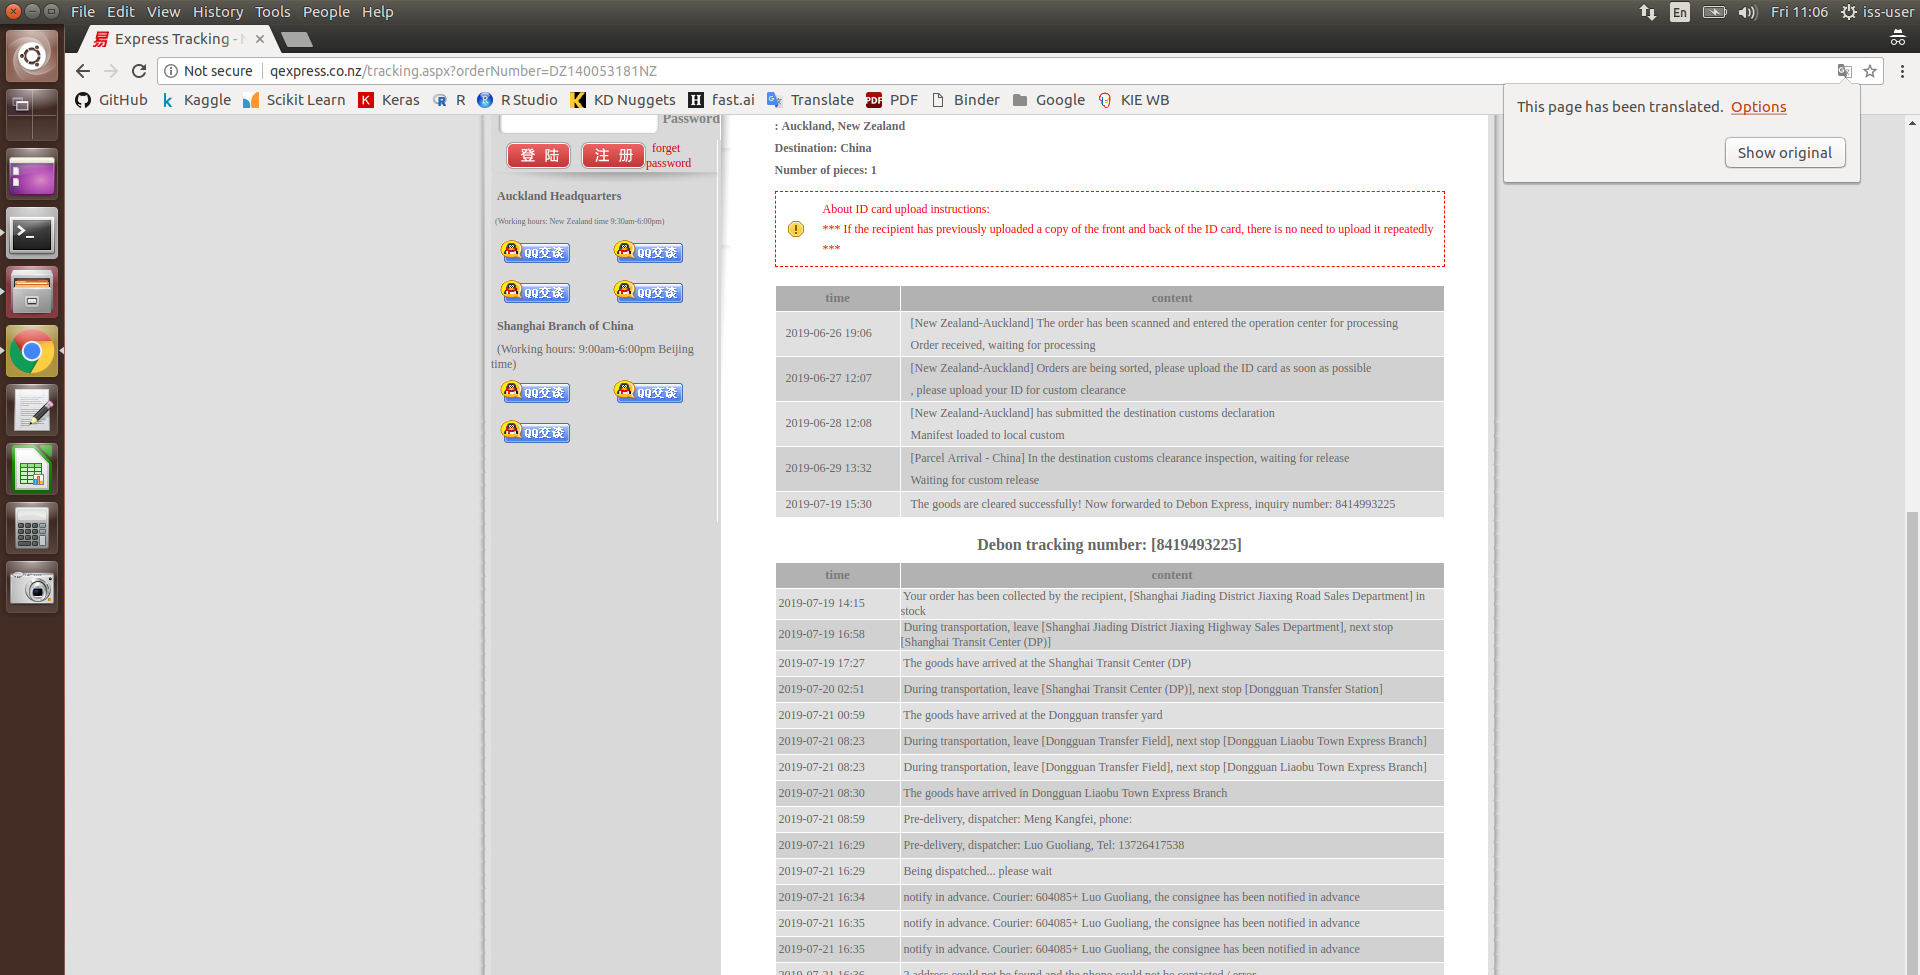 File Edit View History Tools People Help
En
Fri 11:06
iss-user
易 Express Tracking - N
Not secure
qexpress.co.nz/tracking.aspx?orderNumber=DZ140053181NZ
GitHub
Kaggle
Scikit Learn
Keras
R
R Studio
KD Nuggets
fast.ai
Translate
PDF PDF
Binder
Google
KIE WB
This page has been translated. Options
Show original
Password
登 陆
注 册
forget
password
Auckland Headquarters
(Working hours: New Zealand time 9:30am-6:00pm)
QQ交谈
QQ交谈
QQ交谈
QQ交谈
Shanghai Branch of China
(Working hours: 9:00am-6:00pm Beijing
time)
QQ交谈
QQ交谈
QQ交谈
: Auckland, New Zealand
Destination: China
Number of pieces: 1
About ID card upload instructions:
*** If the recipient has previously uploaded a copy of the front and back of the ID card, there is no need to upload it repeatedly
***
time content
2019-06-26 19:06 [New Zealand-Auckland] The order has been scanned and entered the operation center for processing
Order received, waiting for processing
2019-06-27 12:07 [New Zealand-Auckland] Orders are being sorted, please upload the ID card as soon as possible
, please upload your ID for custom clearance
2019-06-28 12:08 [New Zealand-Auckland] has submitted the destination customs declaration
Manifest loaded to local custom
2019-06-29 13:32 [Parcel Arrival - China] In the destination customs clearance inspection, waiting for release
Waiting for custom release
2019-07-19 15:30 The goods are cleared successfully! Now forwarded to Debon Express, inquiry number: 8414993225
Debon tracking number: [8419493225]
time content
2019-07-19 14:15 Your order has been collected by the recipient, [Shanghai Jiading District Jiaxing Road Sales Department] in
stock
2019-07-19 16:58 During transportation, leave [Shanghai Jiading District Jiaxing Highway Sales Department], next stop
[Shanghai Transit Center (DP)]
2019-07-19 17:27 The goods have arrived at the Shanghai Transit Center (DP)
2019-07-20 02:51 During transportation, leave [Shanghai Transit Center (DP)], next stop [Dongguan Transfer Station]
2019-07-21 00:59 The goods have arrived at the Dongguan transfer yard
2019-07-21 08:23 During transportation, leave [Dongguan Transfer Field], next stop [Dongguan Liaobu Town Express Branch]
2019-07-21 08:23 During transportation, leave [Dongguan Transfer Field], next stop [Dongguan Liaobu Town Express Branch]
2019-07-21 08:30 The goods have arrived in Dongguan Liaobu Town Express Branch
2019-07-21 08:59 Pre-delivery, dispatcher: Meng Kangfei, phone:
2019-07-21 16:29 Pre-delivery, dispatcher: Luo Guoliang, Tel: 13726417538
2019-07-21 16:29 Being dispatched... please wait
2019-07-21 16:34 notify in advance. Courier: 604085+ Luo Guoliang, the consignee has been notified in advance
2019-07-21 16:35 notify in advance. Courier: 604085+ Luo Guoliang, the consignee has been notified in advance
2019-07-21 16:35 notify in advance. Courier: 604085+ Luo Guoliang, the consignee has been notified in advance
2019-07-21 16:36 2 address could not be found and the phone could not be contacted / error